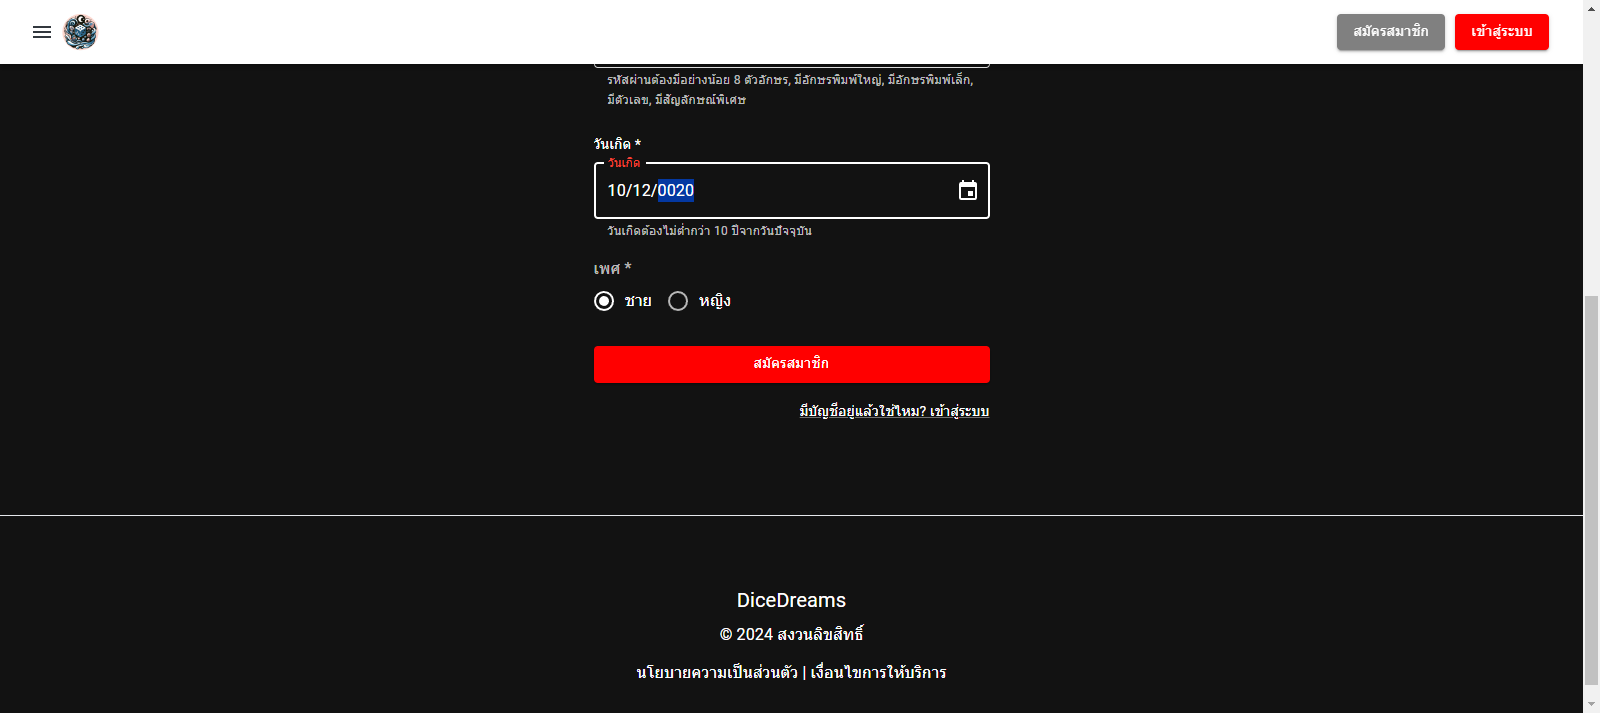 สมัครสมาชิก
เข้าสู่ระบบ
รหัสผ่านต้องมีอย่างน้อย 8 ตัวอักษร, มีอักษรพิมพ์ใหญ่, มีอักษรพิมพ์เล็ก,
มีตัวเลข, มีสัญลักษณ์พิเศษ
วันเกิด *
วันเกิด
10/12/0020
วันเกิดต้องไม่ต่ำกว่า 10 ปีจากวันปัจจุบัน
เพศ *
ชาย
หญิง
สมัครสมาชิก
มีบัญชีอยู่แล้วใช่ไหม? เข้าสู่ระบบ
DiceDreams
© 2024 สงวนลิขสิทธิ์
นโยบายความเป็นส่วนตัว | เงื่อนไขการให้บริการ